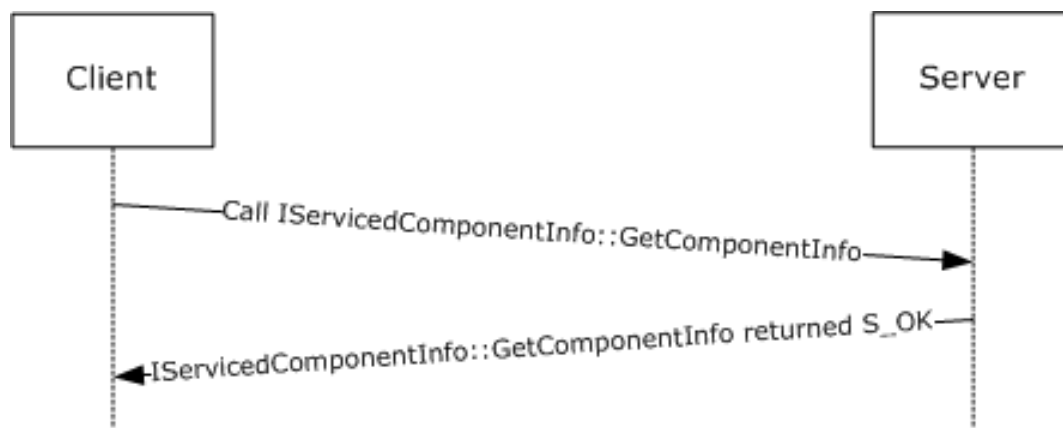 Client
Server
Call IServicedComponentInfo::GetComponentInfo
IServicedComponentInfo::GetComponentInfo returned S_OK